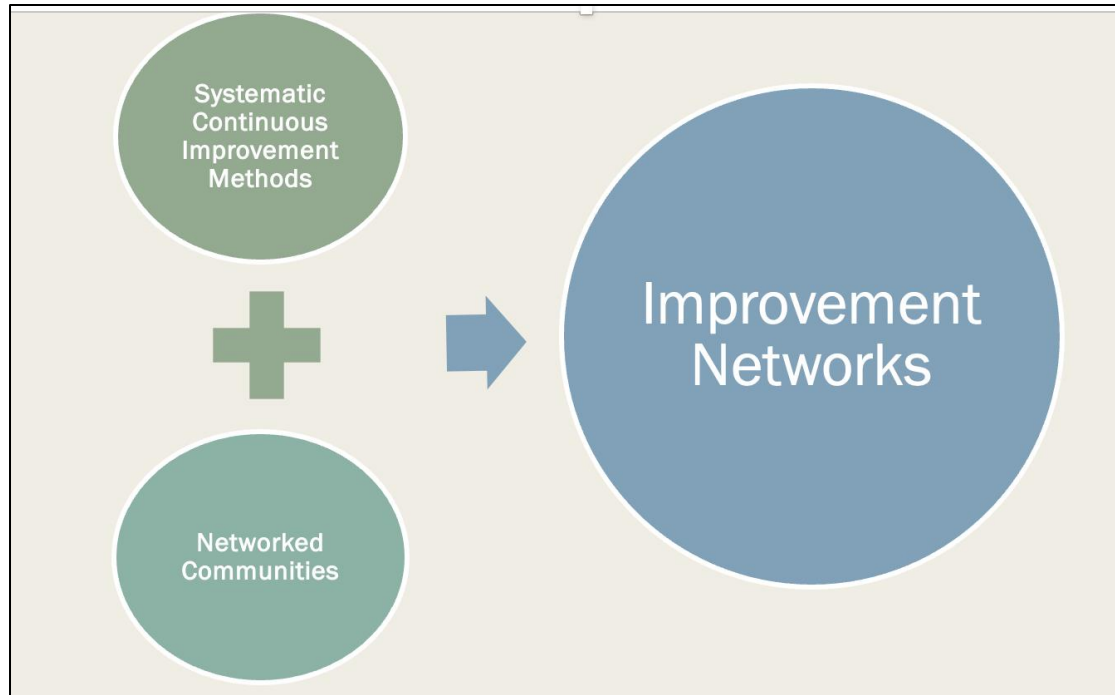 Systematic
Continuous
Improvement
Methods
Networked
Communities
Improvement
Networks